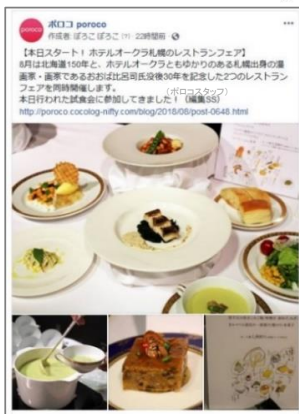 ポロコ poroco
作成者: ぽろこ ぽろこ (?)・22時間前・
【本日スタート! ホテルオークラ札幌のレストランフェア】
8月は北海道150年と、ホテルオークラともゆかりのある札幌出身の漫
画家・画家であるおおば比呂司氏没後30年を記念した2つのレストラン
フェアを同時開催します。
(ポロコスタッフ)
本日行われた試食会に参加してきました!(編集SS)
http://poroco.cocolog-nifty.com/blog/2018/08/post-0648.html